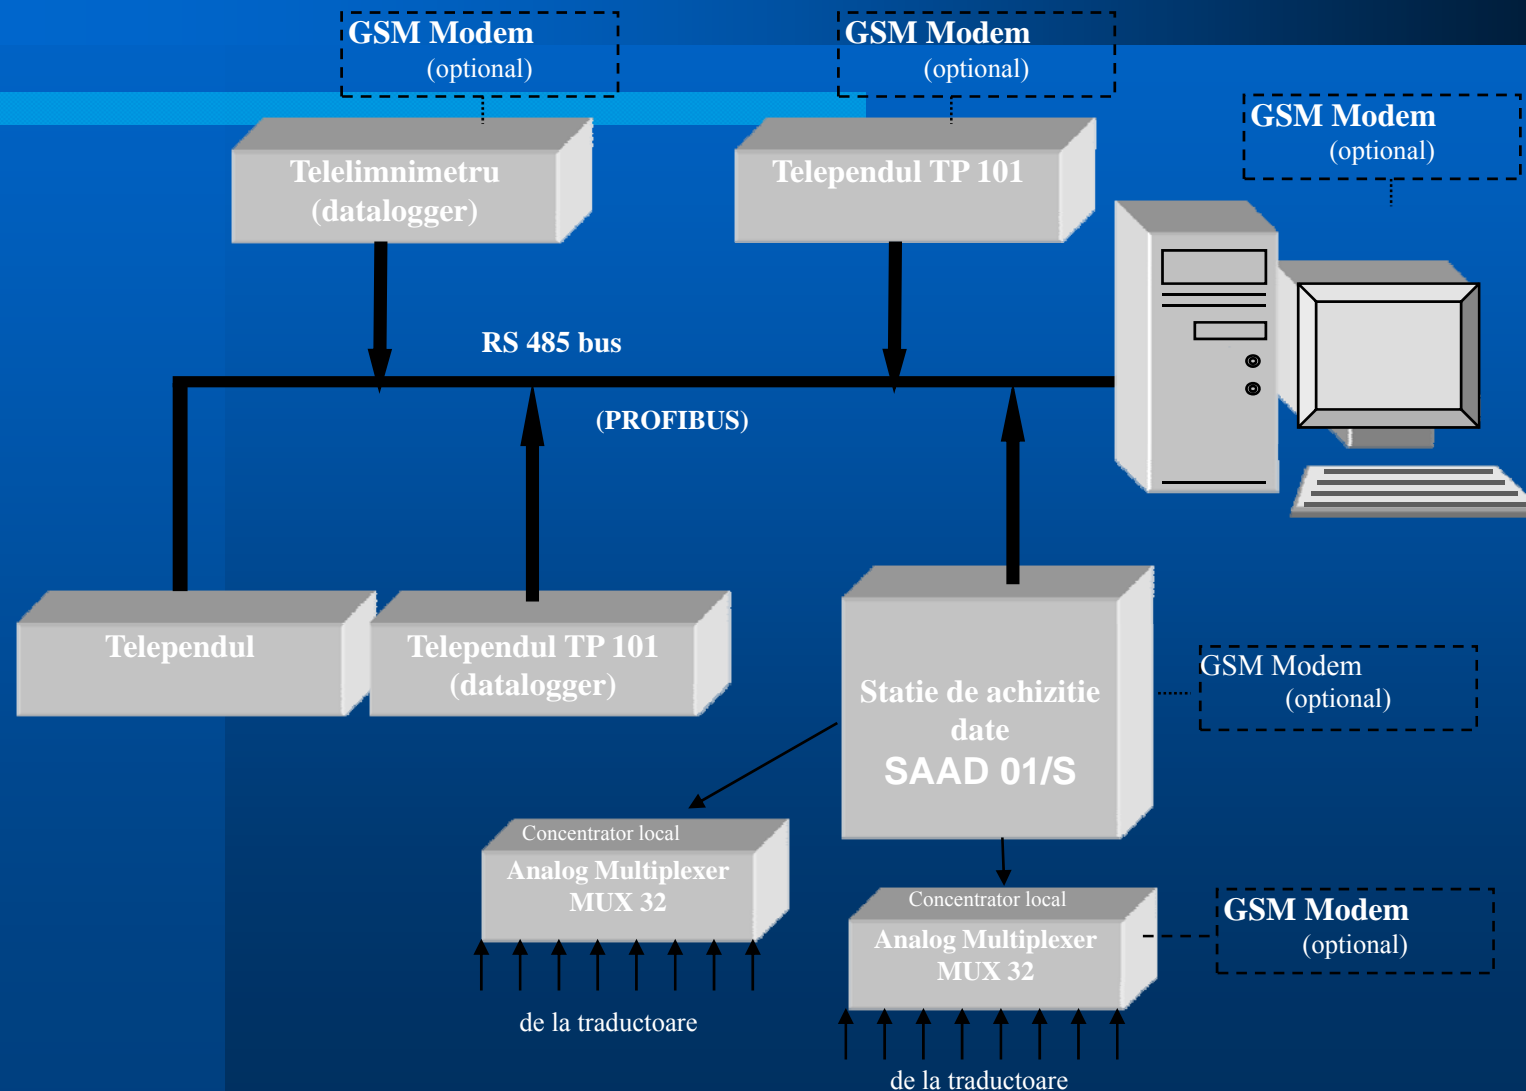 GSM Modem
(optional)
GSM Modem
(optional)
GSM Modem
(optional)
Telelimnimetru
(datalogger)
Telependul TP 101
RS 485 bus
(PROFIBUS)
Telependul
Telependul TP 101
(datalogger)
Statie de achizitie
date
SAAD 01/S
GSM Modem
(optional)
Concentrator local
Analog Multiplexer
MUX 32
de la traductoare
Concentrator local
Analog Multiplexer
MUX 32
GSM Modem
(optional)
de la traductoare